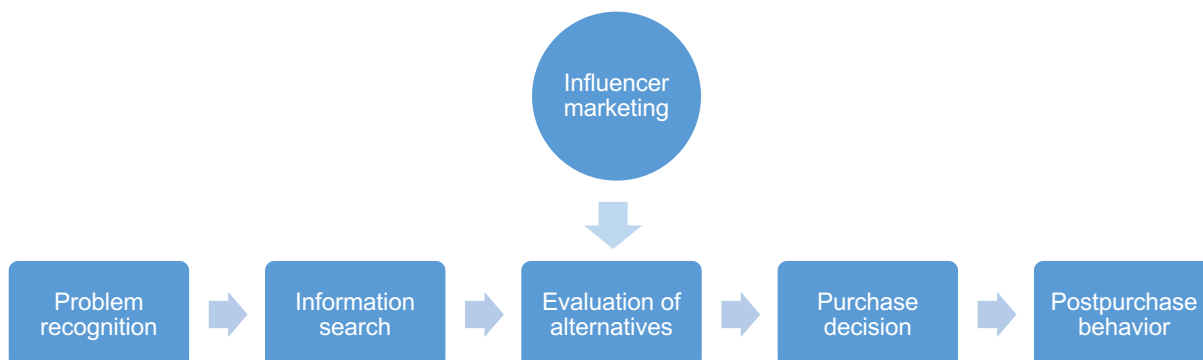 Influencer
marketing
Problem
recognition
Information
search
Evaluation of
alternatives
Purchase
decision
Postpurchase
behavior